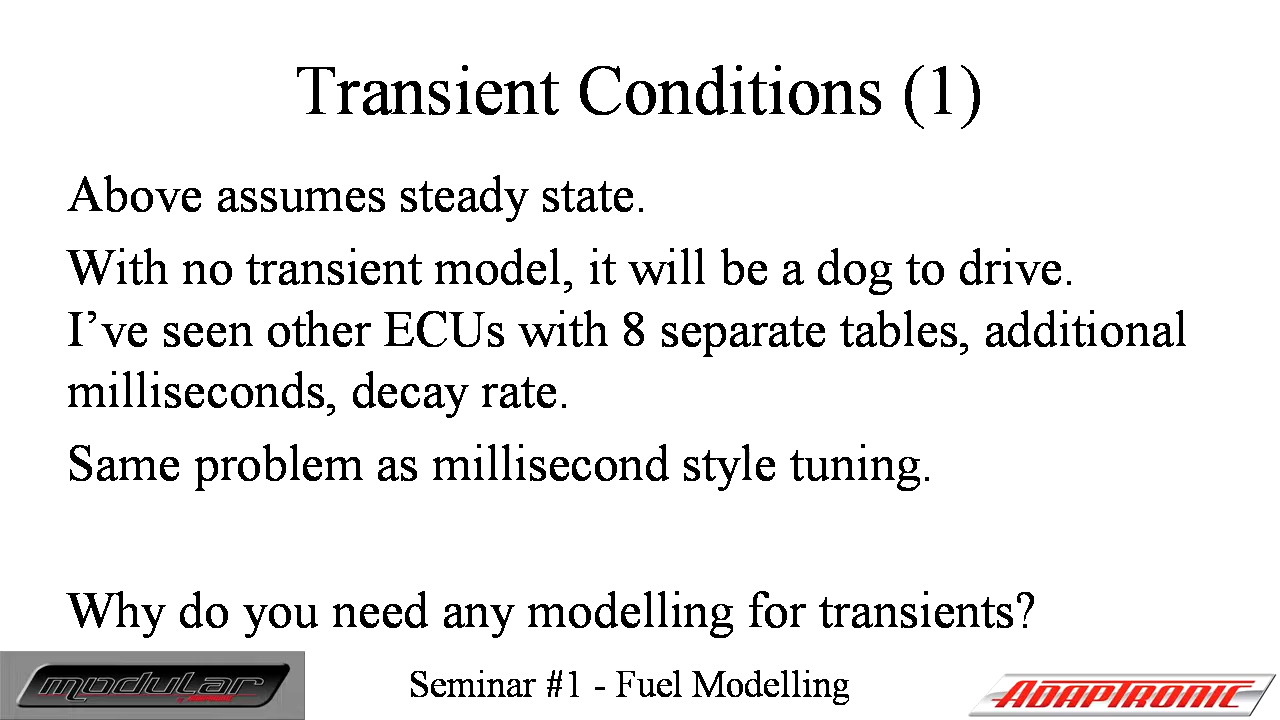 Transient Conditions (1)
Above assumes steady state.
With no transient model, it will be a dog to drive.
I’ve seen other ECUs with 8 separate tables, additional
milliseconds, decay rate.
Same problem as millisecond style tuning.
Why do you need any modelling for transients?
modular
Seminar #1 - Fuel Modelling
ADAPTRONIC